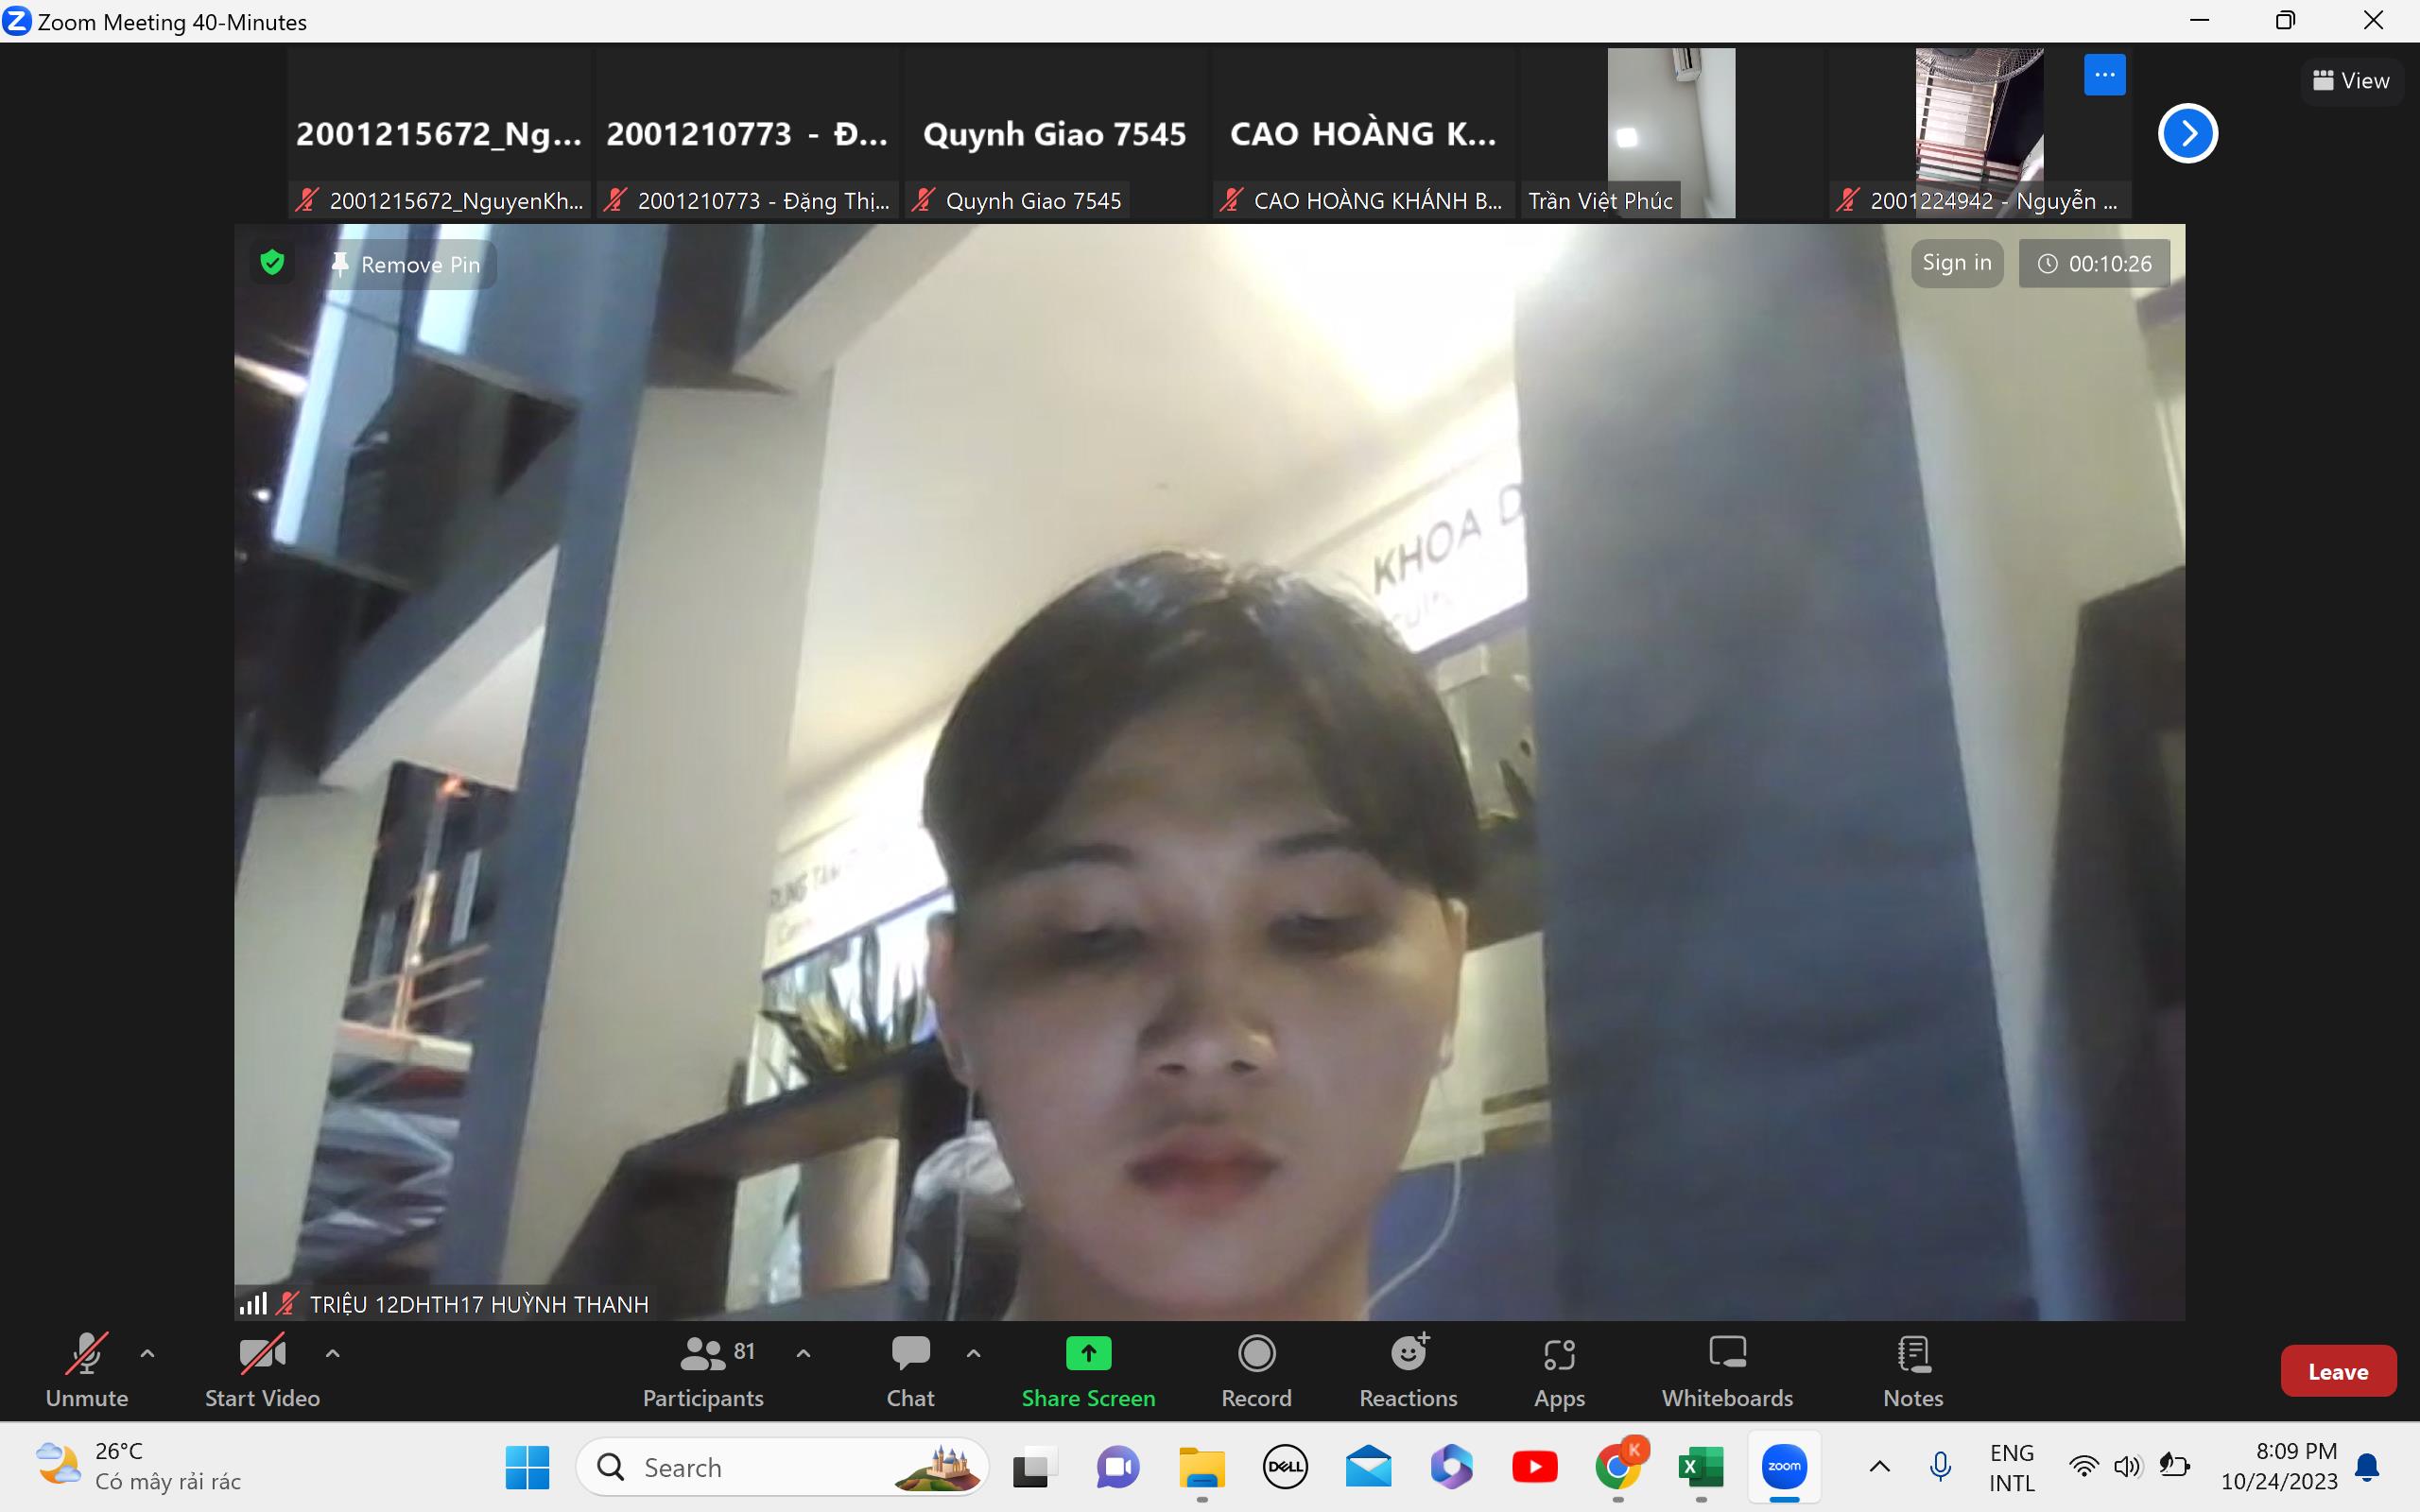 Zoom Meeting 40-Minutes
2001215672_Ng...
2001210773 - Đ...
Quynh Giao 7545
CAO HOÀNG K...
View
2001215672_NguyenKh...
2001210773 - Đặng Thị...
Quynh Giao 7545
CAO HOÀNG KHÁNH B...
Trần Việt Phúc
2001224942 - Nguyễn ...
Remove Pin
Sign in
00:10:26
KHOA
TRIỆU 12DHTH17 HUỲNH THANH
81
Unmute
Start Video
Participants
Chat
Share Screen
Record
Reactions
Apps
Whiteboards
Notes
Leave
26°C
Có mây rải rác
Search
DELL
zoom
ENG
INTL
8:09 PM
10/24/2023